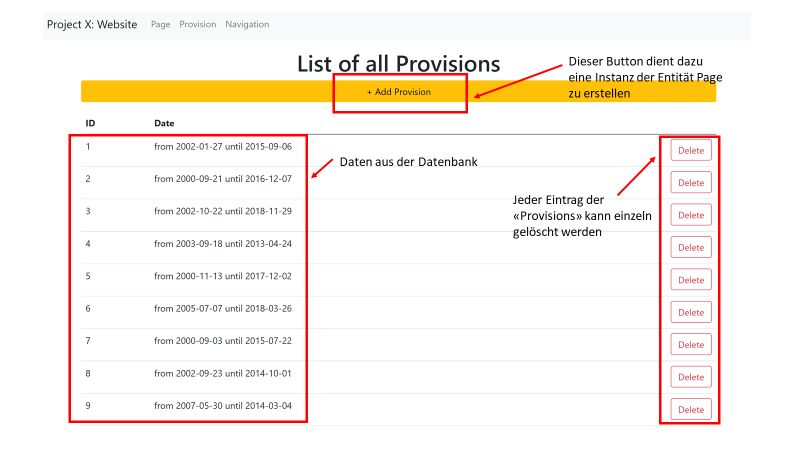 Project X: Website Page Provision Navigation
List of all Provisions
Dieser Button dient dazu
eine Instanz der Entität Page
zu erstellen
+ Add Provision
ID Date
1 from 2002-01-27 until 2015-09-06 Delete
Daten aus der Datenbank
2 from 2000-09-21 until 2016-12-07 Delete
Jeder Eintrag der
«Provisions» kann einzeln
gelöscht werden
3 from 2002-10-22 until 2018-11-29 Delete
4 from 2003-09-18 until 2013-04-24 Delete
5 from 2000-11-13 until 2017-12-02 Delete
6 from 2005-07-07 until 2018-03-26 Delete
7 from 2000-09-03 until 2015-07-22 Delete
8 from 2002-09-23 until 2014-10-01 Delete
9 from 2007-05-30 until 2014-03-04 Delete